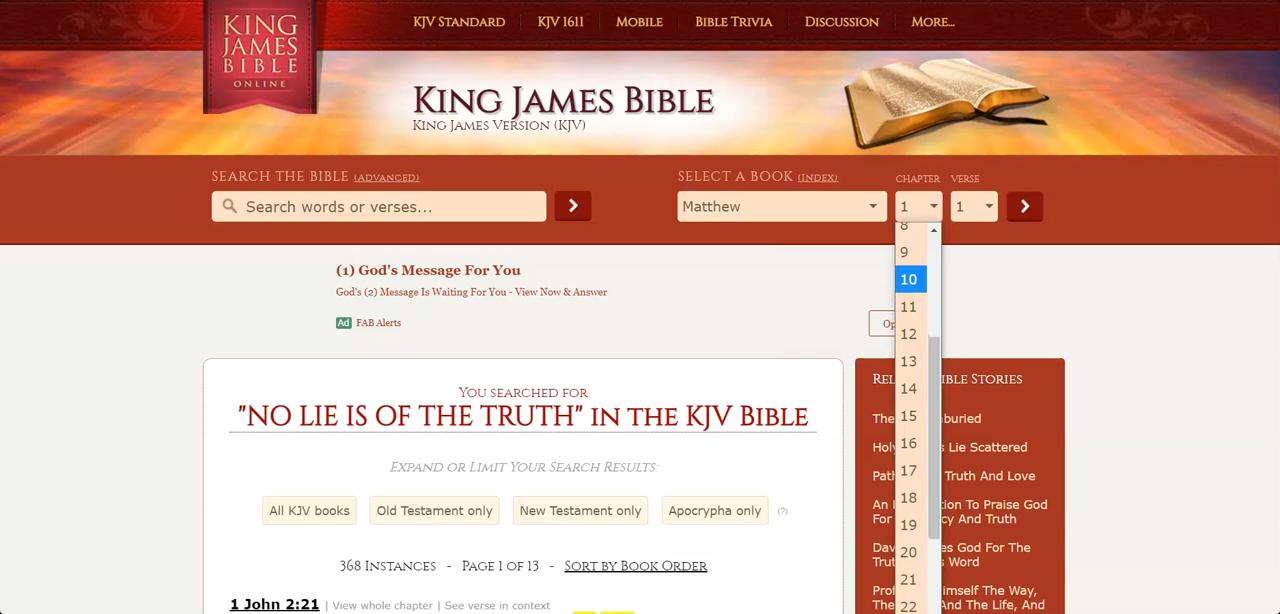 KING
JAMES
BIBLE
ONLINE
KJV STANDARD
KJV 1611
MOBILE
BIBLE TRIVIA
DISCUSSION
MORE...
KING JAMES BIBLE
KING JAMES VERSION (KJV)
SEARCH THE BIBLE (ADVANCED)
Search words or verses...
SELECT A BOOK (INDEX)
CHAPTER
VERSE
Matthew
1
1
8
9
10
11
12
13
14
15
16
17
18
19
20
21
22
(1) God's Message For You
God's (2) Message Is Waiting For You - View Now & Answer
Ad FAB Alerts
YOU SEARCHED FOR
"NO LIE IS OF THE TRUTH" IN THE KJV BIBLE
EXPAND OR LIMIT YOUR SEARCH RESULTS:
All KJV books
Old Testament only
New Testament only
Apocrypha only
(?)
368 INSTANCES - PAGE 1 OF 13 - SORT BY BOOK ORDER
1 John 2:21 | View whole chapter | See verse in context
STORIES
Lie Scattered
Truth And Love
To Praise God
For And Truth
God For The
Word
The Way,
And The Life, And